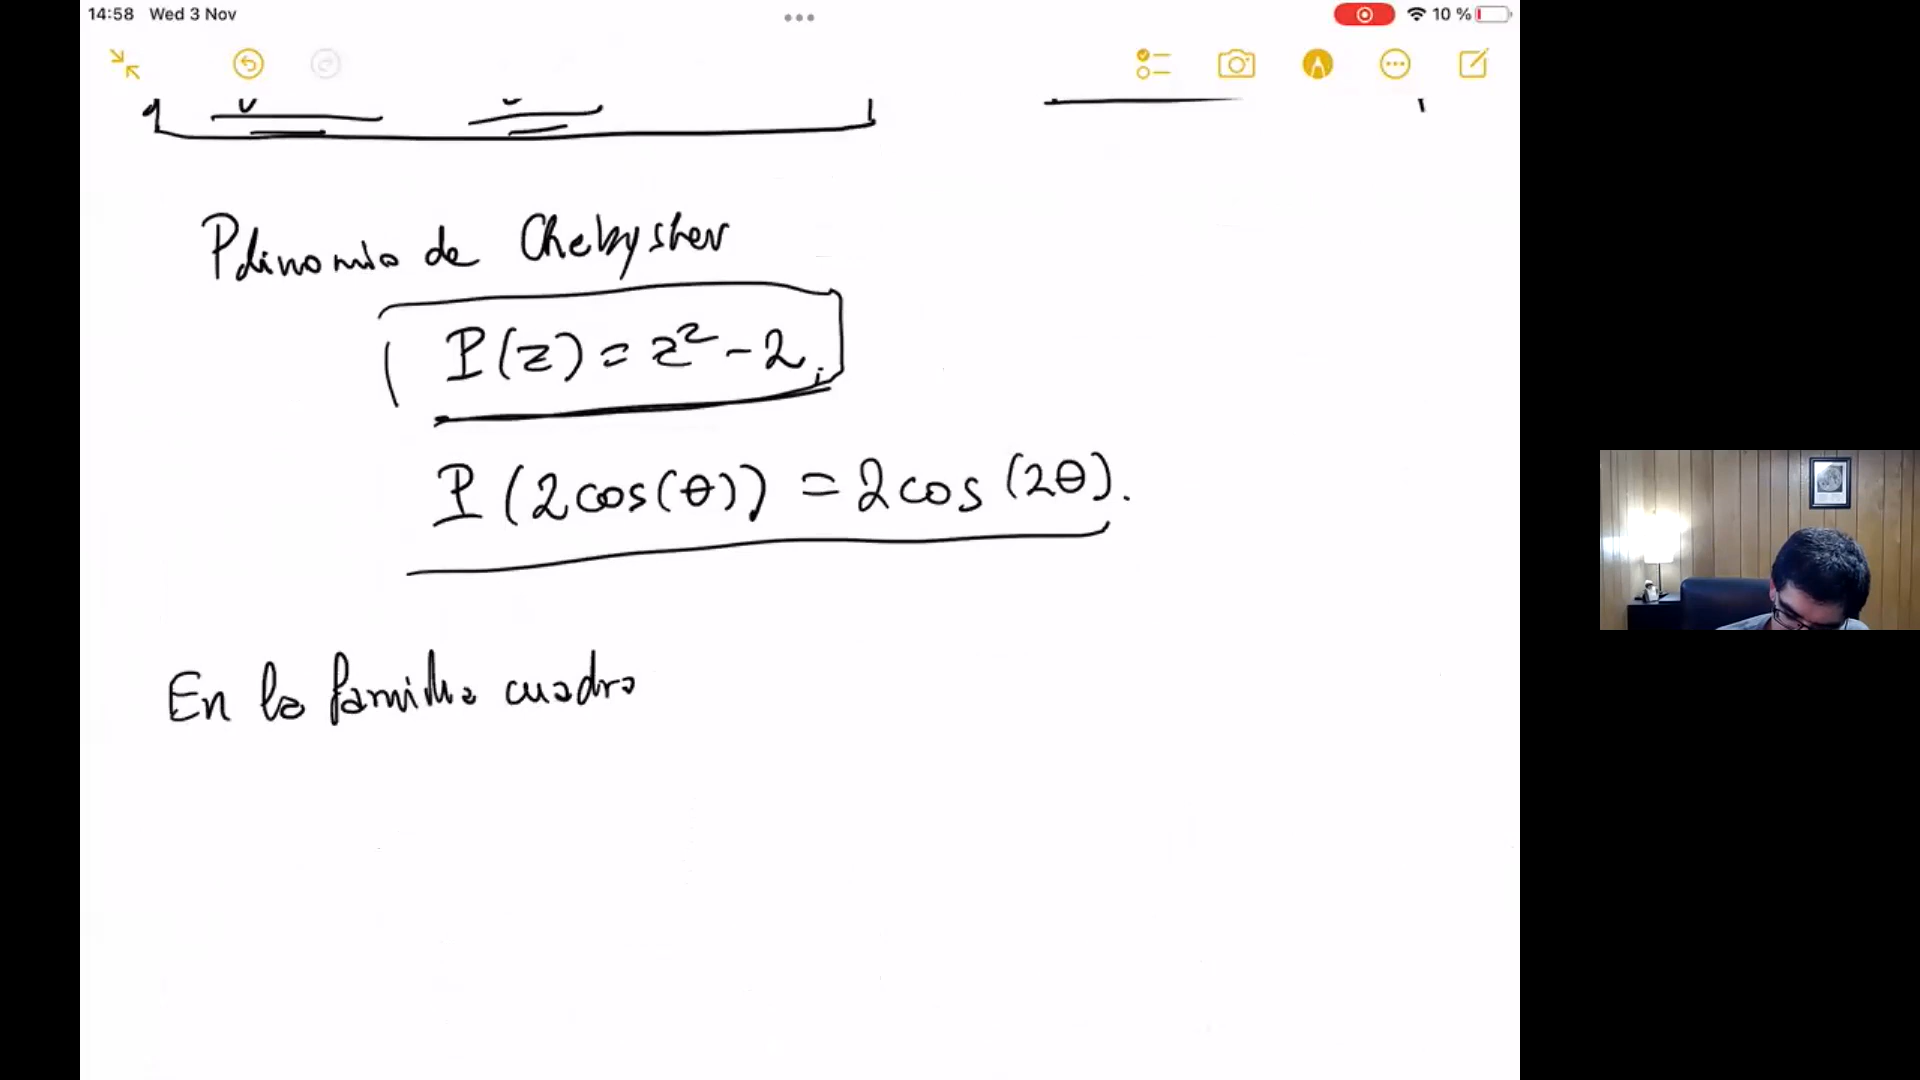 14:58 Wed 3 Nov
10 %
Polinomio de Chebyshev
P(z) = z² - 2,
P(2cos(θ)) = 2cos(2θ).
En la familia cuadra